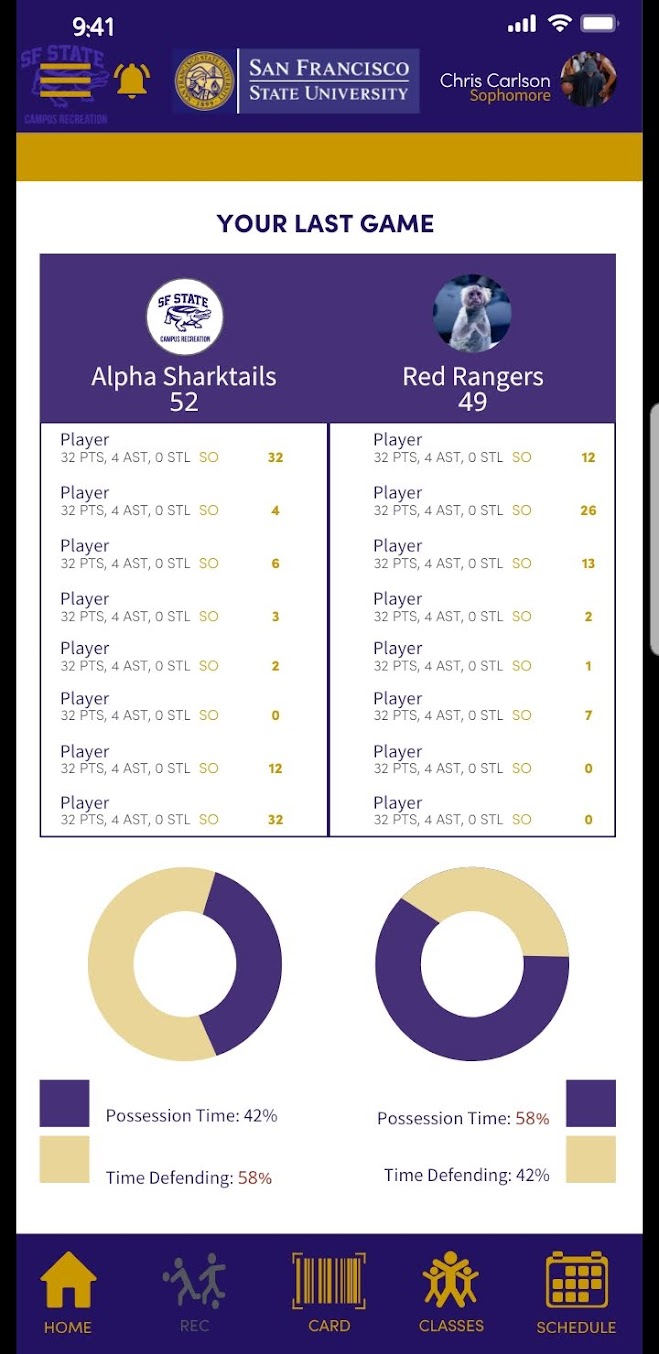 9:41
SF STATE
CAMPUS RECREATION
SAN FRANCISCO
STATE UNIVERSITY
1899
Chris Carlson
Sophomore
YOUR LAST GAME
SF STATE
CAMPUS RECREATION
Alpha Sharktails
52
Red Rangers
49
Player
32 PTS, 4 AST, 0 STL SO 32
Player
32 PTS, 4 AST, 0 STL SO 4
Player
32 PTS, 4 AST, 0 STL SO 6
Player
32 PTS, 4 AST, 0 STL SO 3
Player
32 PTS, 4 AST, 0 STL SO 2
Player
32 PTS, 4 AST, 0 STL SO 0
Player
32 PTS, 4 AST, 0 STL SO 12
Player
32 PTS, 4 AST, 0 STL SO 32
Player
32 PTS, 4 AST, 0 STL SO 12
Player
32 PTS, 4 AST, 0 STL SO 26
Player
32 PTS, 4 AST, 0 STL SO 13
Player
32 PTS, 4 AST, 0 STL SO 2
Player
32 PTS, 4 AST, 0 STL SO 1
Player
32 PTS, 4 AST, 0 STL SO 7
Player
32 PTS, 4 AST, 0 STL SO 0
Player
32 PTS, 4 AST, 0 STL SO 0
Possession Time: 42%
Time Defending: 58%
Possession Time: 58%
Time Defending: 42%
HOME
REC
CARD
CLASSES
SCHEDULE